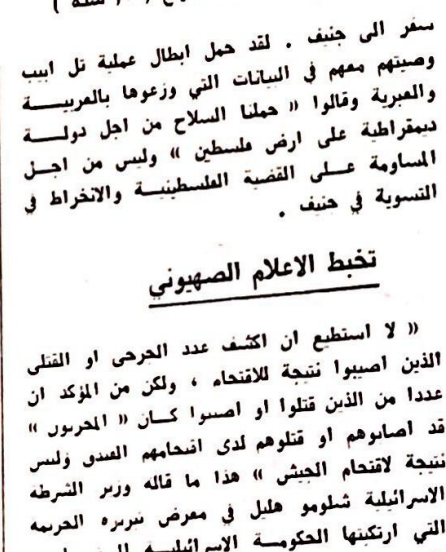 سفر الى جنيف . لقد حمل ابطال عملية تل ابيب
وصيتهم معهم في البيانات التي وزعوها بالعربية
والعبرية وقالوا « حملنا السلاح من اجل دولة
ديمقراطية على ارض فلسطين » وليس من اجل
المساومة على القضية الفلسطينية والانخراط في
التسوية في جنيف .
تخبط الاعلام الصهيوني
« لا استطيع ان اكشف عدد الجرحى او القتلى
الذين اصيبوا نتيجة للاقتحام ، ولكن من المؤكد ان
عددا من الذين قتلوا او اصيبوا كان « المخربون »
قد اصابوهم او قتلوهم لدى اقتحامهم الفندق وليس
نتيجة لاقتحام الجيش » هذا ما قاله وزير الشرطة
الاسرائيلية شلومو هليل في معرض تبريره الجريمة
التي ارتكبتها الحكومة الاسرائيلية